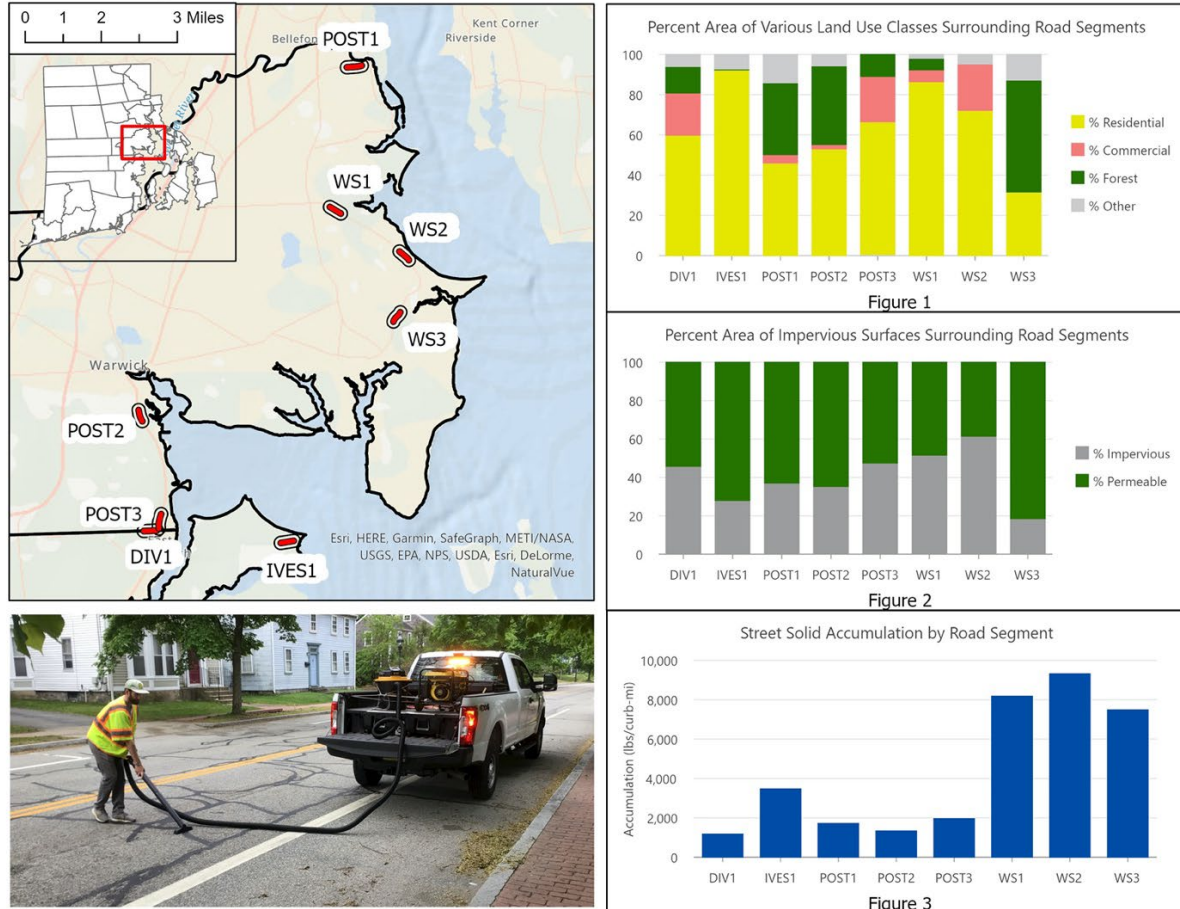 0 1 2 3 Miles
Bellefon
POST1
Kent Corner
Riverside
River
WS1
WS2
WS3
Warwick
POST2
POST3
DIV1
IVES1
Esri, HERE, Garmin, SafeGraph, METI/NASA,
USGS, EPA, NPS, USDA, Esri, DeLorme,
NaturalVue
Percent Area of Various Land Use Classes Surrounding Road Segments
100
80
60
40
20
0
DIV1 IVES1 POST1 POST2 POST3 WS1 WS2 WS3
% Residential
% Commercial
% Forest
% Other
Figure 1
Percent Area of Impervious Surfaces Surrounding Road Segments
100
80
60
40
20
0
DIV1 IVES1 POST1 POST2 POST3 WS1 WS2 WS3
% Impervious
% Permeable
Figure 2
Street Solid Accumulation by Road Segment
Accumulation (lbs/curb-mi)
10,000
8,000
6,000
4,000
2,000
0
DIV1 IVES1 POST1 POST2 POST3 WS1 WS2 WS3
Figure 3